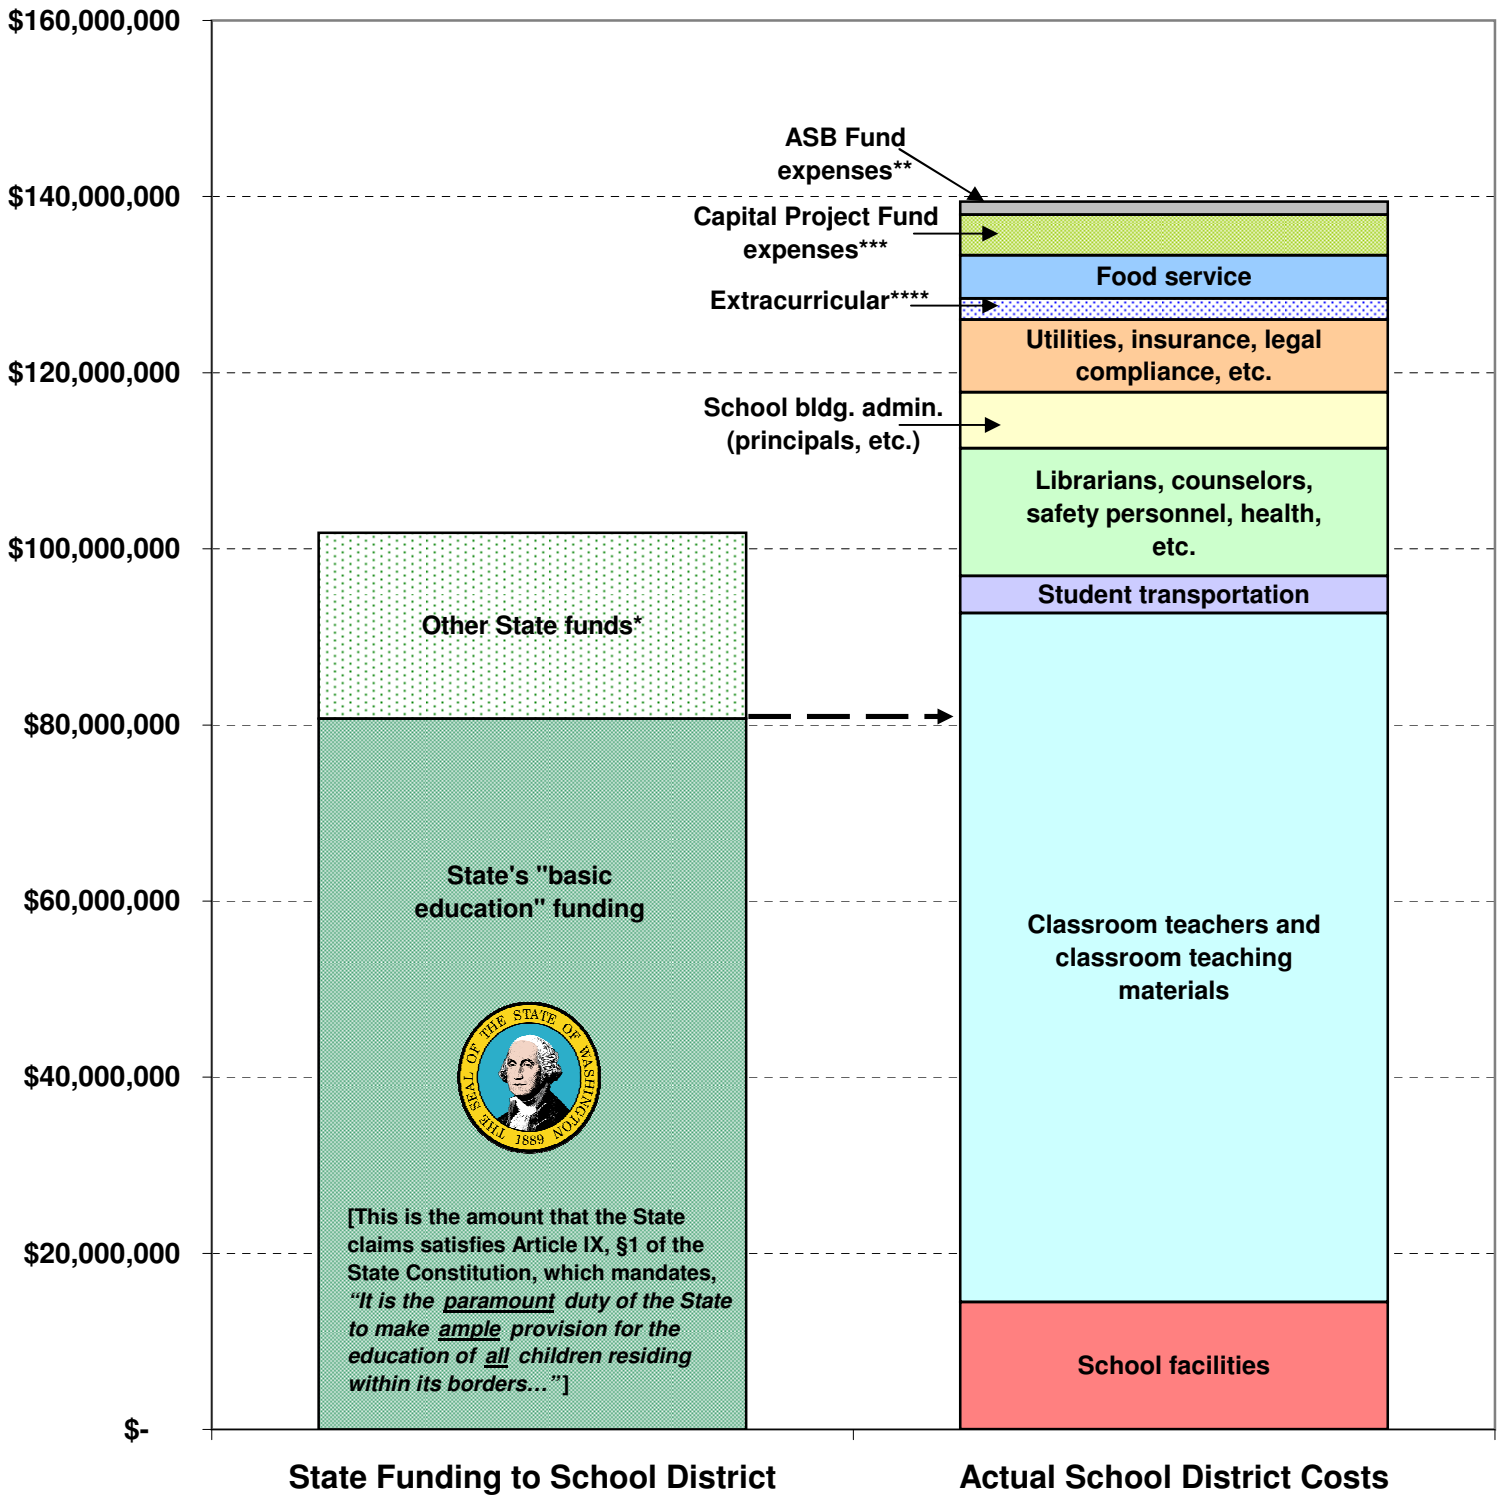 $160,000,000
$140,000,000
$120,000,000
$100,000,000
$80,000,000
$60,000,000
$40,000,000
$20,000,000
$-
Other State funds*
State's "basic
education" funding
THE SEAL OF THE STATE OF WASHINGTON
1889
[This is the amount that the State
claims satisfies Article IX, §1 of the
State Constitution, which mandates,
“It is the paramount duty of the State
to make ample provision for the
education of all children residing
within its borders…”]
ASB Fund
expenses**
Capital Project Fund
expenses***
Extracurricular****
School bldg. admin.
(principals, etc.)
Food service
Utilities, insurance, legal
compliance, etc.
Librarians, counselors,
safety personnel, health,
etc.
Student transportation
Classroom teachers and
classroom teaching
materials
School facilities
State Funding to School District
Actual School District Costs